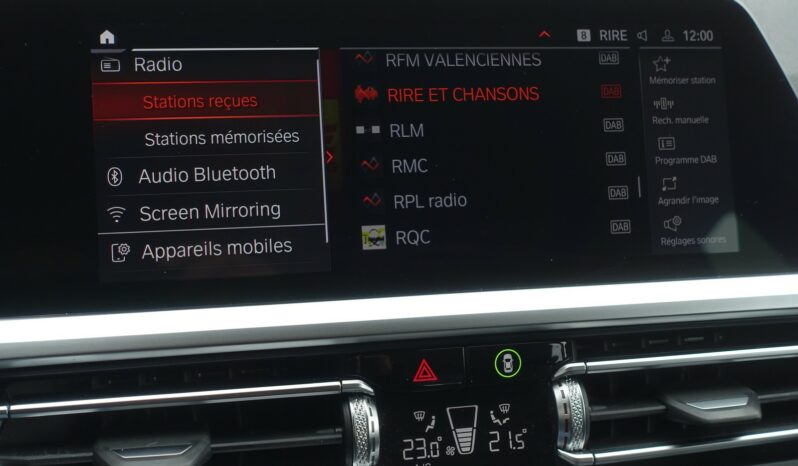 8 RIRE 12:00
Radio
Stations reçues
Stations mémorisées
Audio Bluetooth
Screen Mirroring
Appareils mobiles
RFM VALENCIENNES DAB
RIRE ET CHANSONS DAB
RLM DAB
RMC DAB
RPL radio DAB
RQC DAB
Mémoriser station
Rech. manuelle
Programme DAB
Agrandir l'image
Réglages sonores
23.0° 21.5°